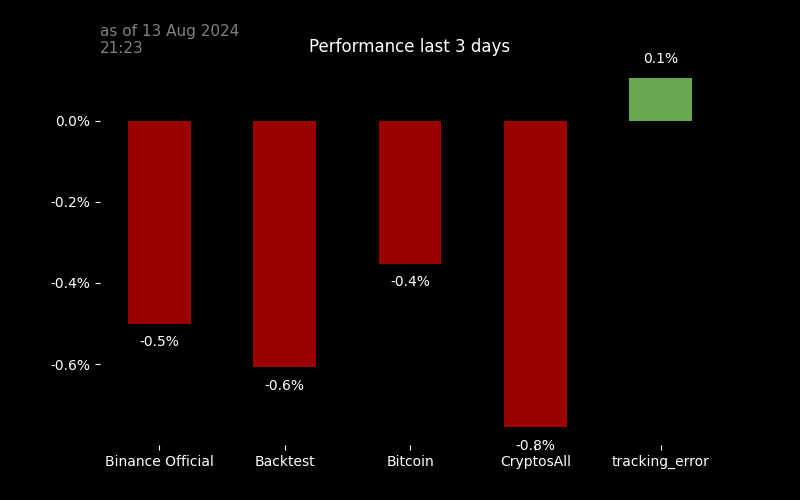 as of 13 Aug 2024
21:23
Performance last 3 days
0.1%
0.0%
-0.2%
-0.4%
-0.6%
-0.5%
-0.6%
-0.4%
-0.8%
Binance Official
Backtest
Bitcoin
CryptosAll
tracking_error